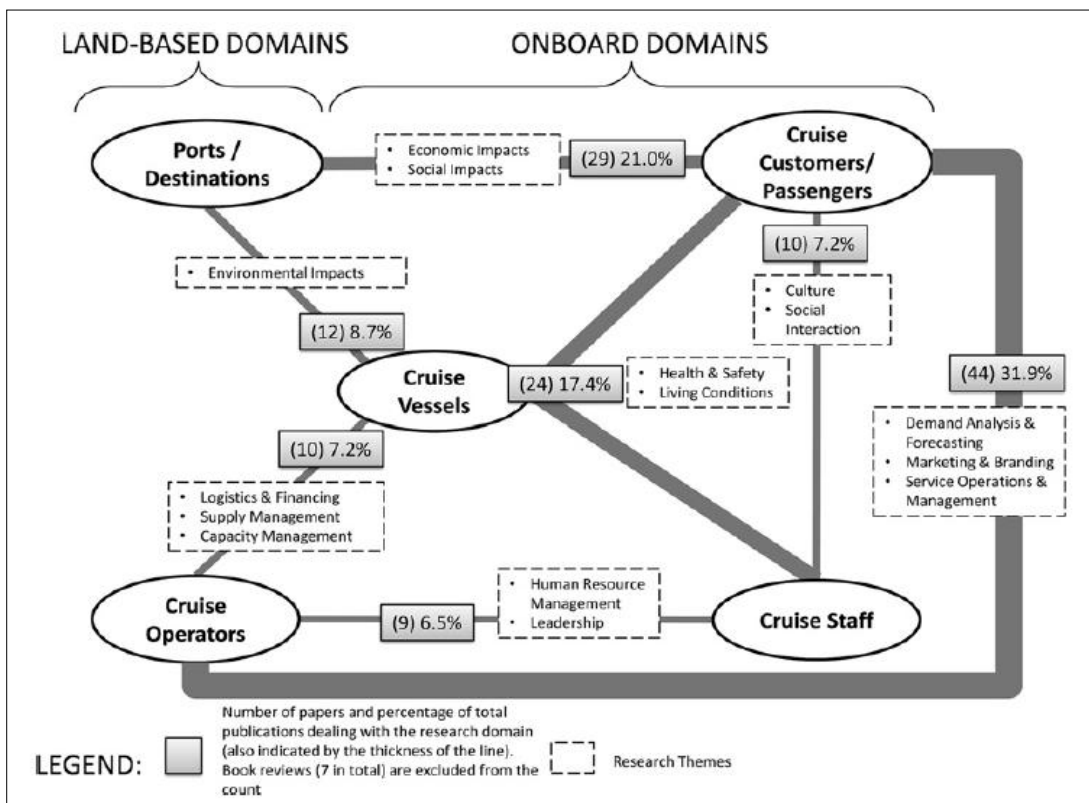 LAND-BASED DOMAINS
ONBOARD DOMAINS
Ports /
Destinations
• Economic Impacts
• Social Impacts
(29) 21.0%
Cruise
Customers/
Passengers
(10) 7.2%
• Environmental Impacts
• Culture
• Social
Interaction
(12) 8.7%
Cruise
Vessels
(24) 17.4%
• Health & Safety
• Living Conditions
(44) 31.9%
• Demand Analysis &
Forecasting
• Marketing & Branding
• Service Operations &
Management
(10) 7.2%
• Logistics & Financing
• Supply Management
• Capacity Management
Cruise
Operators
(9) 6.5%
• Human Resource
Management
• Leadership
Cruise Staff
LEGEND:
Number of papers and percentage of total
publications dealing with the research domain
(also indicated by the thickness of the line).
Book reviews (7 in total) are excluded from the
count
Research Themes